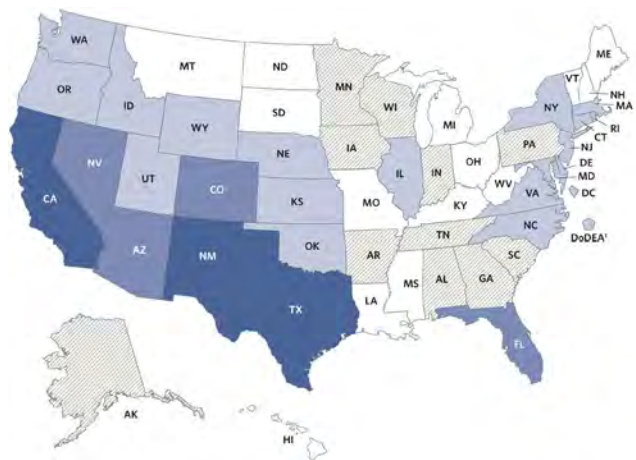 WA
MT
ND
MN
ME
VT
NH
MA
OR
ID
SD
WI
MI
NY
RI
CT
WY
IA
PA
NJ
NE
OH
DE
NV
UT
CO
IL
IN
MD
WV
VA
DC
CA
KS
MO
KY
NC
DoDEA¹
TN
AZ
NM
OK
AR
SC
MS
AL
GA
TX
LA
FL
AK
HI